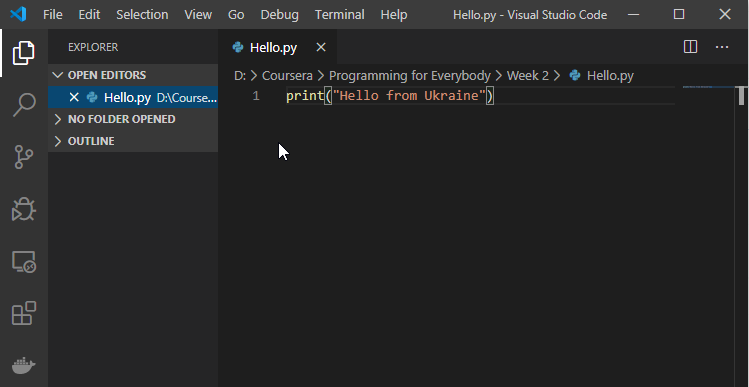 File Edit Selection View Go Debug Terminal Help Hello.py - Visual Studio Code
EXPLORER
OPEN EDITORS
Hello.py D:\Course...
NO FOLDER OPENED
OUTLINE
Hello.py
D: > Coursera > Programming for Everybody > Week 2 > Hello.py
1 print("Hello from Ukraine")